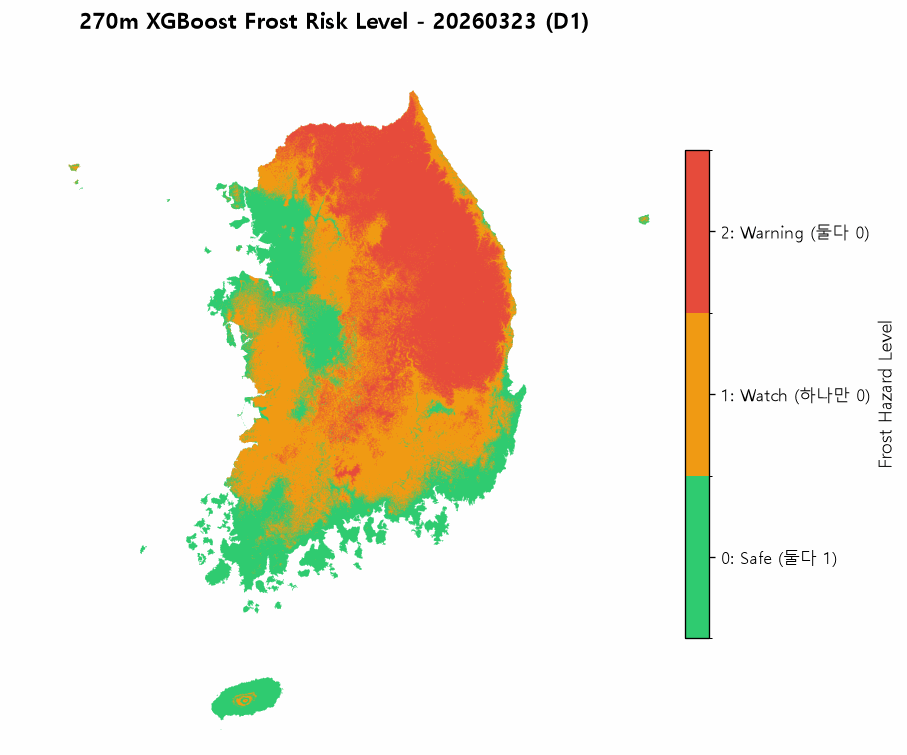 270m XGBoost Frost Risk Level - 20260323 (D1)
2: Warning (둘다 0)
1: Watch (하나만 0)
0: Safe (둘다 1)
Frost Hazard Level